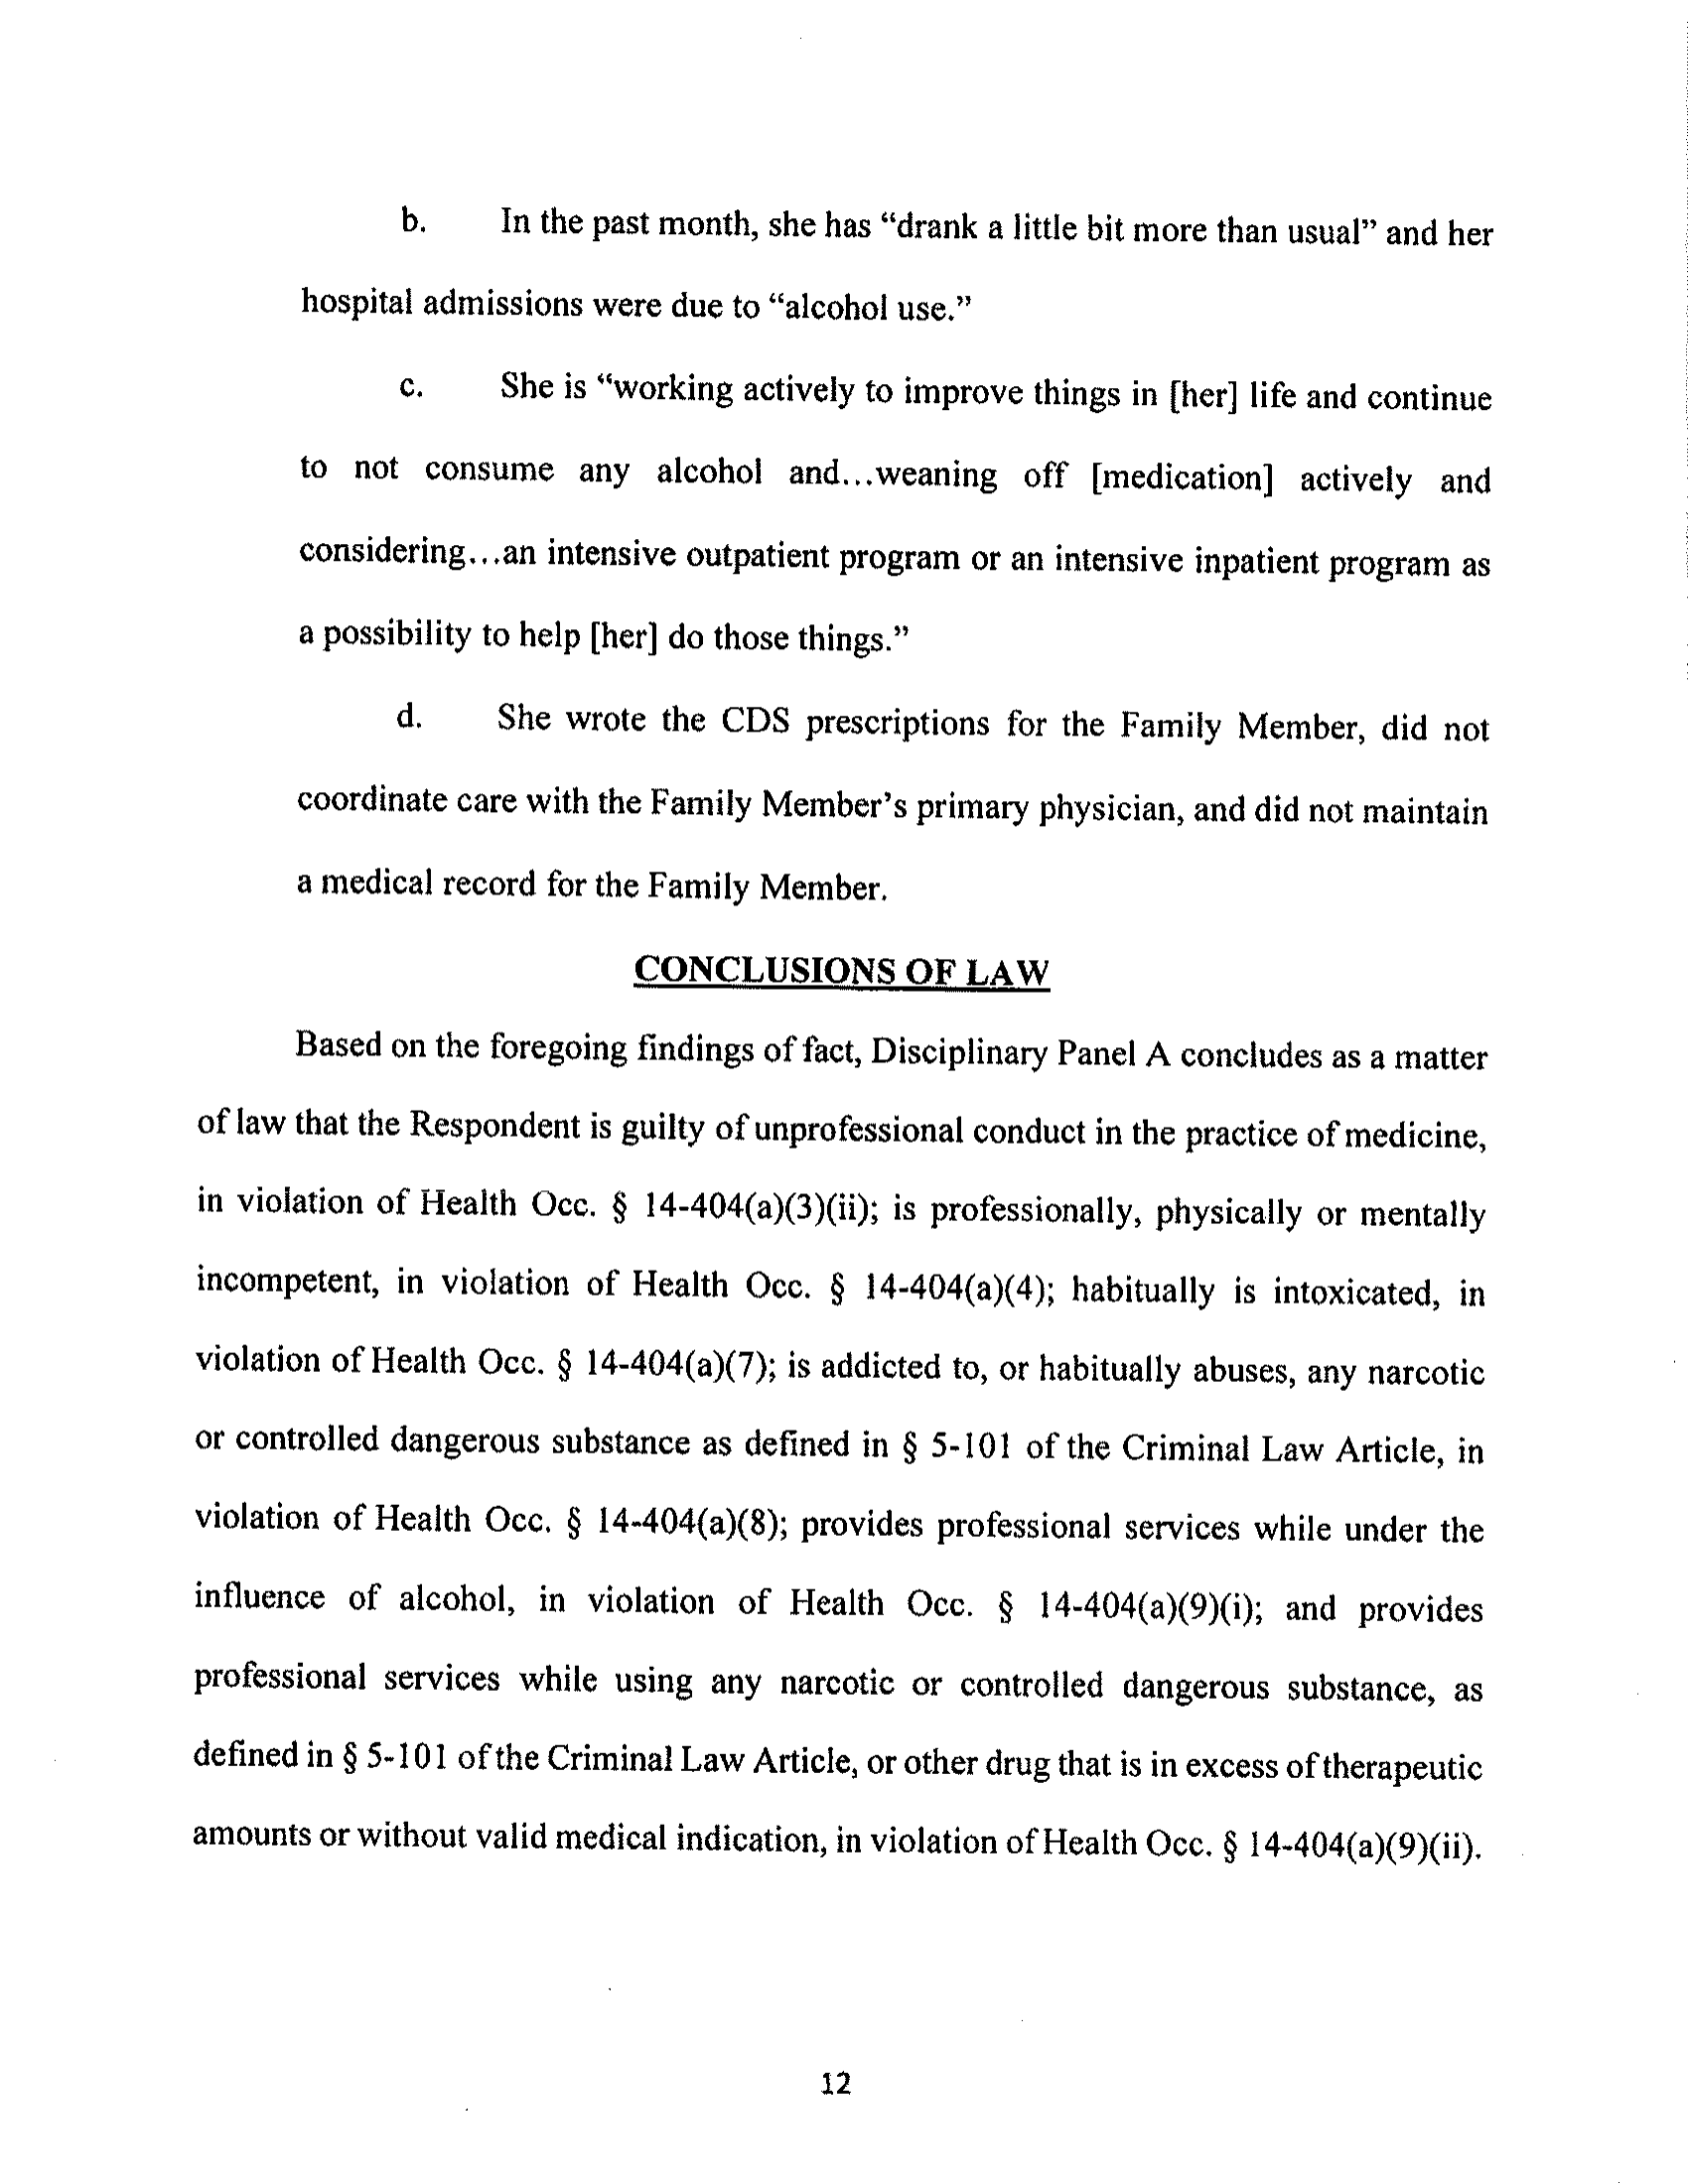 b. In the past month, she has “drank a little bit more than usual” and her
hospital admissions were due to “alcohol use.”
c. She is “working actively to improve things in [her] life and continue
to not consume any alcohol and...weaning off [medication] actively and
considering...an intensive outpatient program or an intensive inpatient program as
a possibility to help [her] do those things.”
d. She wrote the CDS prescriptions for the Family Member, did not
coordinate care with the Family Member’s primary physician, and did not maintain
a medical record for the Family Member.
CONCLUSIONS OF LAW
Based on the foregoing findings of fact, Disciplinary Panel A concludes as a matter
of law that the Respondent is guilty of unprofessional conduct in the practice of medicine,
in violation of Health Occ. § 14-404(a)(3)(ii); is professionally, physically or mentally
incompetent, in violation of Health Occ. § 14-404(a)(4); habitually is intoxicated, in
violation of Health Occ. § 14-404(a)(7); is addicted to, or habitually abuses, any narcotic
or controlled dangerous substance as defined in § 5-101 of the Criminal Law Article, in
violation of Health Occ. § 14-404(a)(8); provides professional services while under the
influence of alcohol, in violation of Health Occ. § 14-404(a)(9)(i); and provides
professional services while using any narcotic or controlled dangerous substance, as
defined in § 5-101 of the Criminal Law Article, or other drug that is in excess of therapeutic
amounts or without valid medical indication, in violation of Health Occ. § 14-404(a)(9)(ii).
12